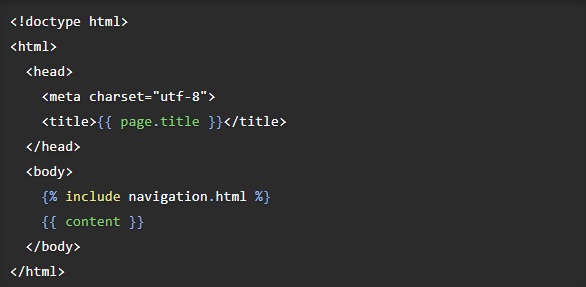 <!doctype html>
<html>
  <head>
    <meta charset="utf-8">
    <title>{{ page.title }}</title>
  </head>
  <body>
    {% include navigation.html %}
    {{ content }}
  </body>
</html>